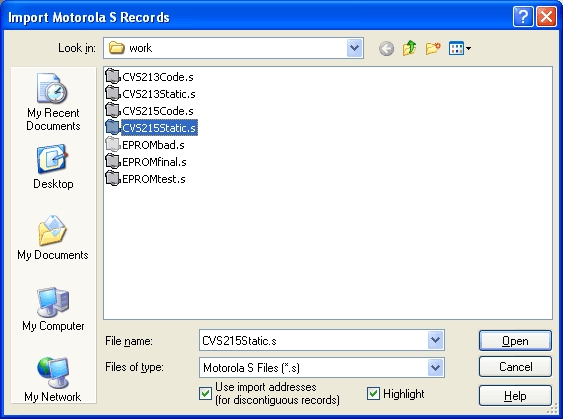 Import Motorola S Records
Look in:
work
My Recent
Documents
Desktop
My Documents
My Computer
My Network
CVS213Code.s
CVS213Static.s
CVS215Code.s
CVS215Static.s
EPROMbad.s
EPROMfinal.s
EPROMtest.s
File name:
CVS215Static.s
Open
Files of type:
Motorola S Files (*.s)
Cancel
Use import addresses
(for discontiguous records)
Highlight
Help